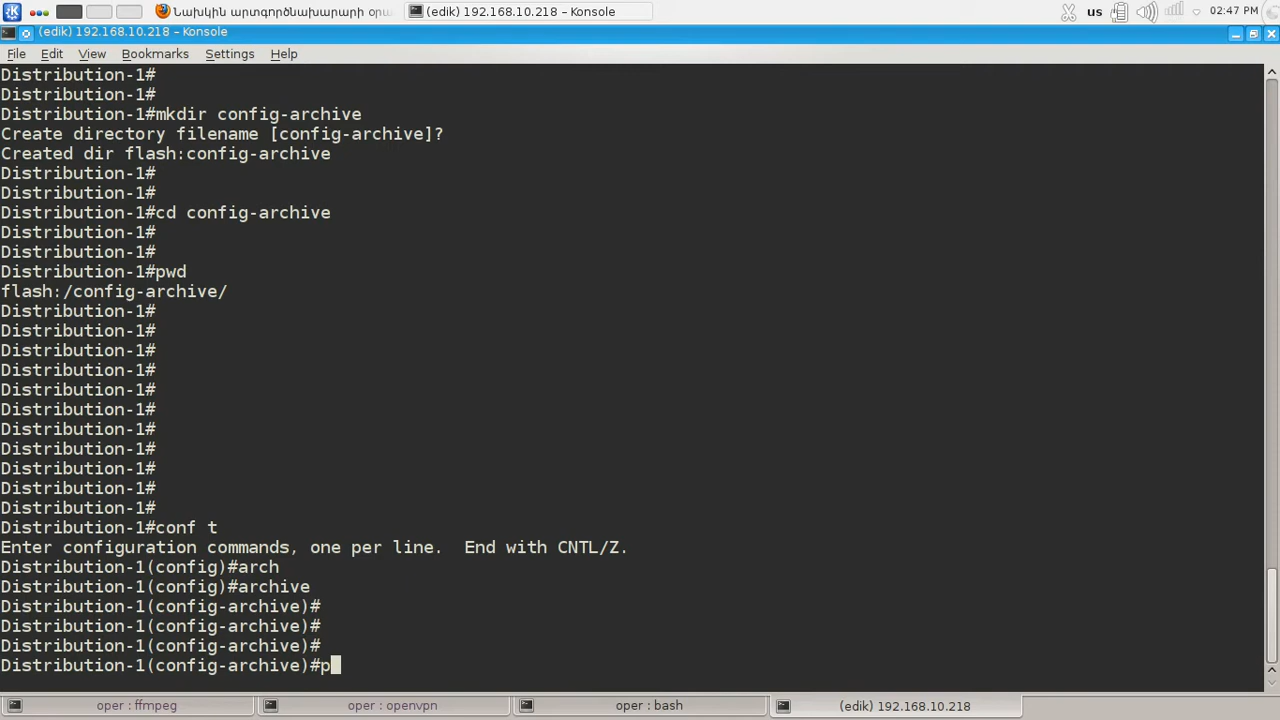 Նախկին արտգործնախարարի օրա
(edik) 192.168.10.218 – Konsole
us
02:47 PM
(edik) 192.168.10.218 – Konsole
File Edit View Bookmarks Settings Help
Distribution-1#
Distribution-1#
Distribution-1#mkdir config-archive
Create directory filename [config-archive]?
Created dir flash:config-archive
Distribution-1#
Distribution-1#
Distribution-1#cd config-archive
Distribution-1#
Distribution-1#
Distribution-1#pwd
flash:/config-archive/
Distribution-1#
Distribution-1#
Distribution-1#
Distribution-1#
Distribution-1#
Distribution-1#
Distribution-1#
Distribution-1#
Distribution-1#
Distribution-1#
Distribution-1#
Distribution-1#conf t
Enter configuration commands, one per line.  End with CNTL/Z.
Distribution-1(config)#arch
Distribution-1(config)#archive
Distribution-1(config-archive)#
Distribution-1(config-archive)#
Distribution-1(config-archive)#
Distribution-1(config-archive)#p
oper : ffmpeg
oper : openvpn
oper : bash
(edik) 192.168.10.218